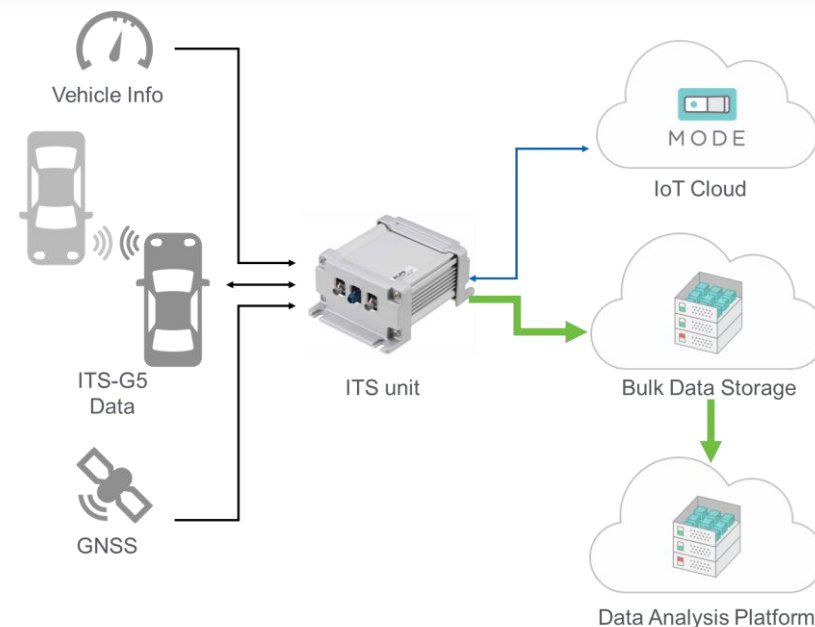 Vehicle Info
MODE
IoT Cloud
ITS-G5
Data
ITS unit
Bulk Data Storage
GNSS
Data Analysis Platform